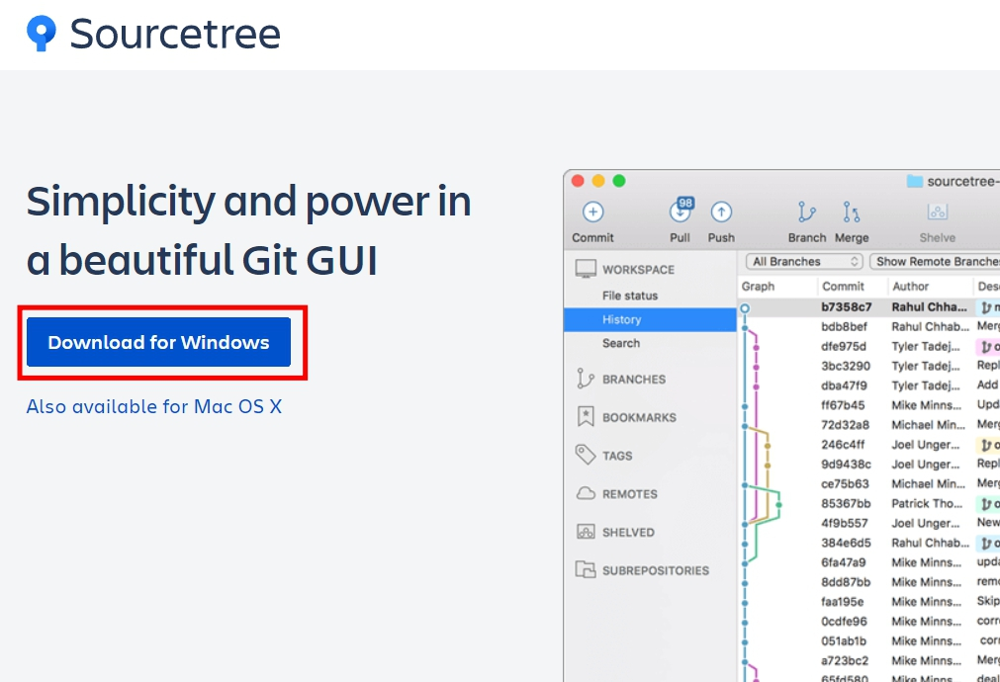 Sourcetree
Simplicity and power in
a beautiful Git GUI
Download for Windows
Also available for Mac OS X
sourcetree-
98
Commit Pull Push Branch Merge Shelve
WORKSPACE
File status
History
Search
BRANCHES
BOOKMARKS
TAGS
REMOTES
SHELVED
SUBREPOSITORIES
All Branches Show Remote Branches
Graph Commit Author Des
b7358c7 Rahul Chha...
bdb8bef Rahul Chhab... Merg
dfe975d Tyler Tadej...
3bc3290 Tyler Tadej... Repl
dba47f9 Tyler Tadej... Add
ff67b45 Mike Minns... Upd
72d32a8 Michael Min... Merg
246c4ff Joel Unger...
9d9438c Joel Unger... Repl
ce75b63 Michael Min... Merg
85367bb Patrick Tho...
4f9b557 Joel Unger... New
384e6d5 Rahul Chhab...
6fa47a9 Mike Minns... upda
8dd87bb Mike Minns... remo
faa195e Mike Minns... Skip
0cdfe96 Mike Minns... corr
051ab1b Mike Minns... corr
a723bc2 Mike Minns... Merg
65fd580 Mike Minns... deal